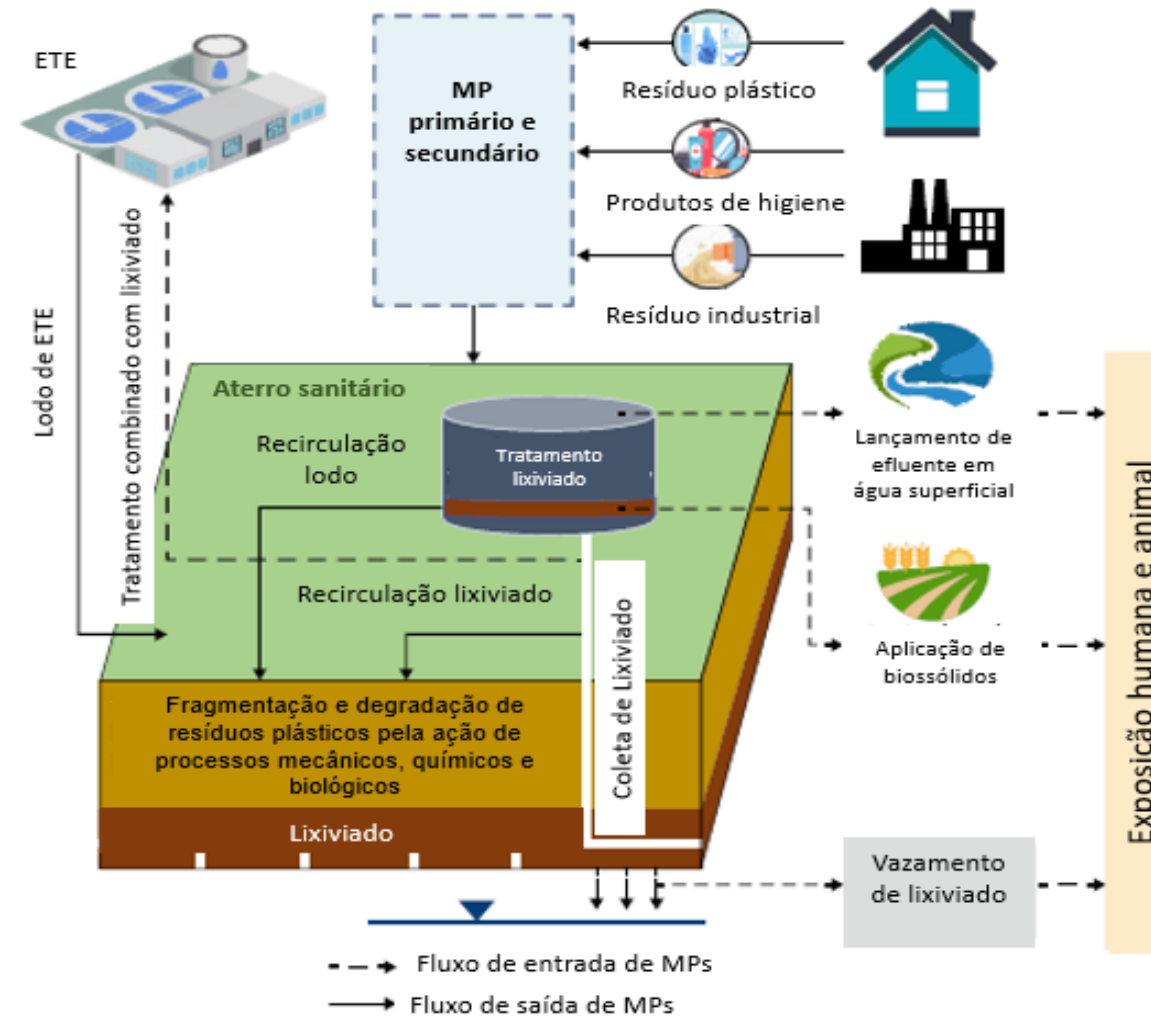 ETE
MP
primário e
secundário
Resíduo plástico
Produtos de higiene
Resíduo industrial
Lodo de ETE
Tratamento combinado com lixiviado
Aterro sanitário
Recirculação
lodo
Tratamento
lixiviado
Recirculação lixiviado
Coleta de Lixiviado
Fragmentação e degradação de
resíduos plásticos pela ação de
processos mecânicos, químicos e
biológicos
Lixiviado
Lançamento de
efluente em
água superficial
Aplicação de
biossólidos
Vazamento
de lixiviado
Exposição humana e animal
Fluxo de entrada de MPs
Fluxo de saída de MPs